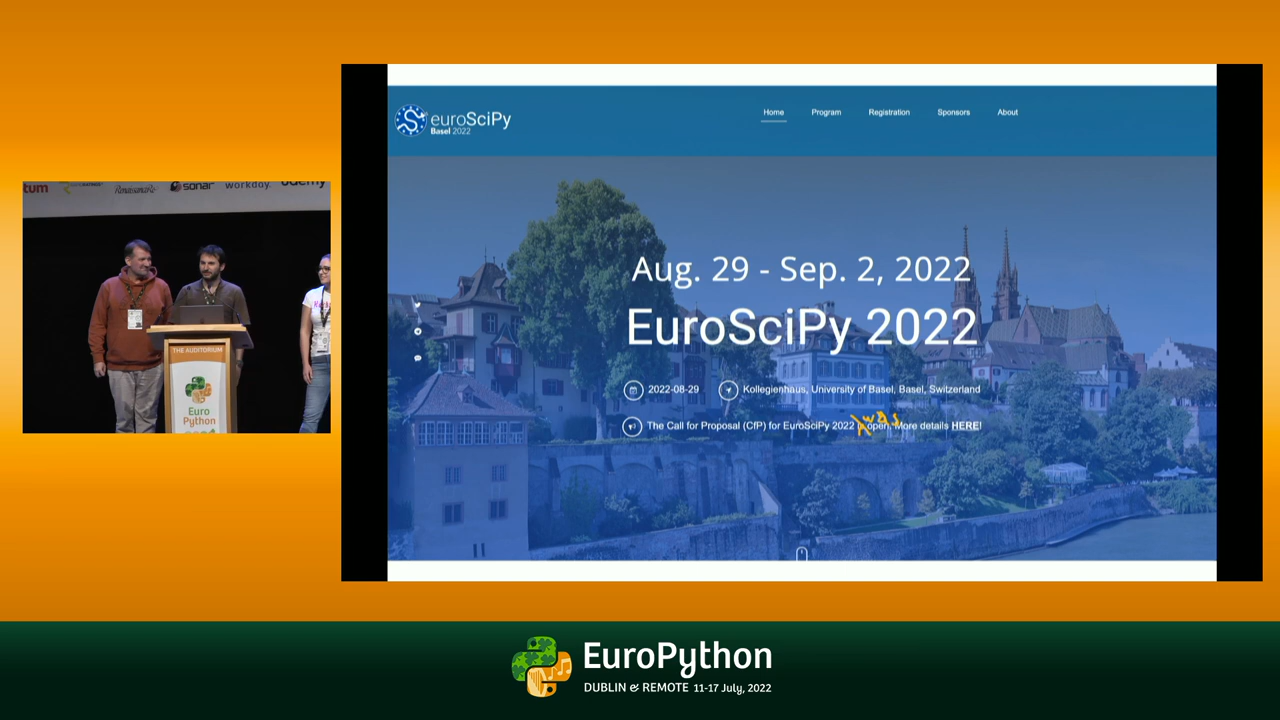 tum
sonar
workday.
udemy
THE AUDITORIUM
Euro
Python
euroSciPy
Basel 2022
Home
Program
Registration
Sponsors
About
Aug. 29 - Sep. 2, 2022
EuroSciPy 2022
2022-08-29
Kollegienhaus, University of Basel, Basel, Switzerland
was
The Call for Proposal (CfP) for EuroSciPy 2022 open. More details HERE!
EuroPython
DUBLIN & REMOTE 11-17 July, 2022